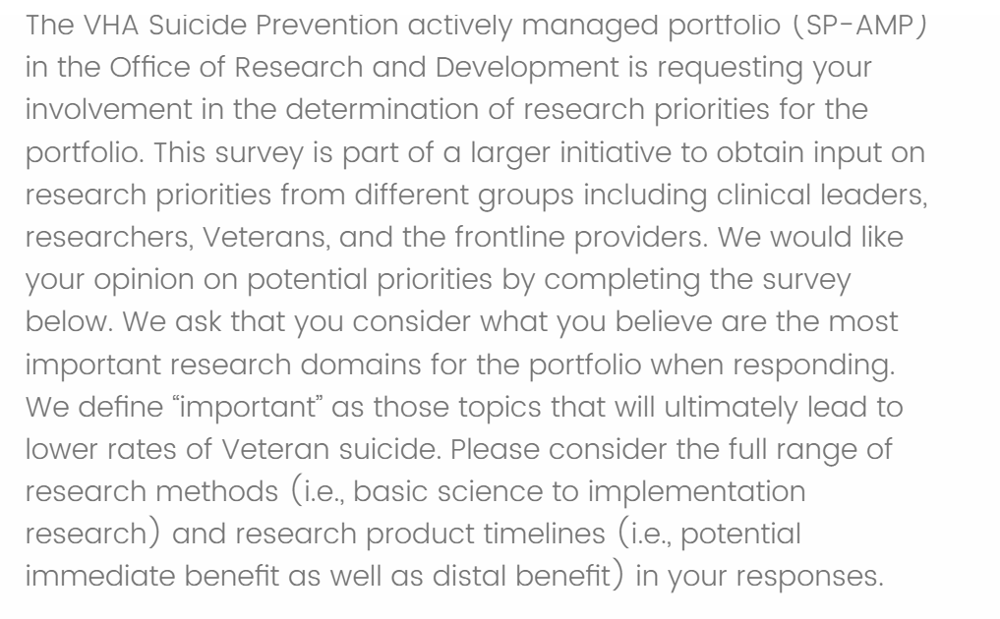 The VHA Suicide Prevention actively managed portfolio (SP-AMP)
in the Office of Research and Development is requesting your
involvement in the determination of research priorities for the
portfolio. This survey is part of a larger initiative to obtain input on
research priorities from different groups including clinical leaders,
researchers, Veterans, and the frontline providers. We would like
your opinion on potential priorities by completing the survey
below. We ask that you consider what you believe are the most
important research domains for the portfolio when responding.
We define “important” as those topics that will ultimately lead to
lower rates of Veteran suicide. Please consider the full range of
research methods (i.e., basic science to implementation
research) and research product timelines (i.e., potential
immediate benefit as well as distal benefit) in your responses.